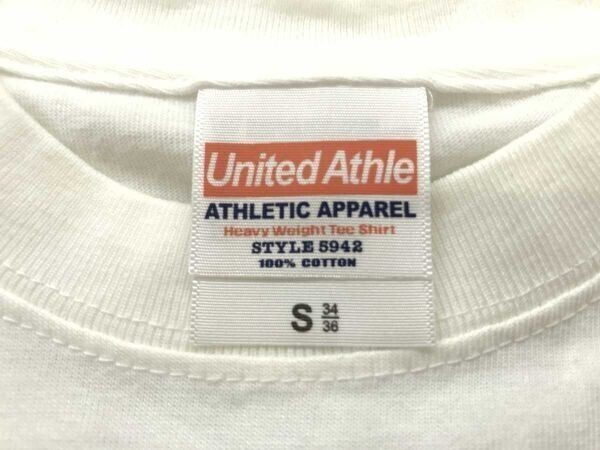 United Athle
ATHLETIC APPAREL
Heavy Weight Tee Shirt
STYLE 5942
100% COTTON
S 34/36